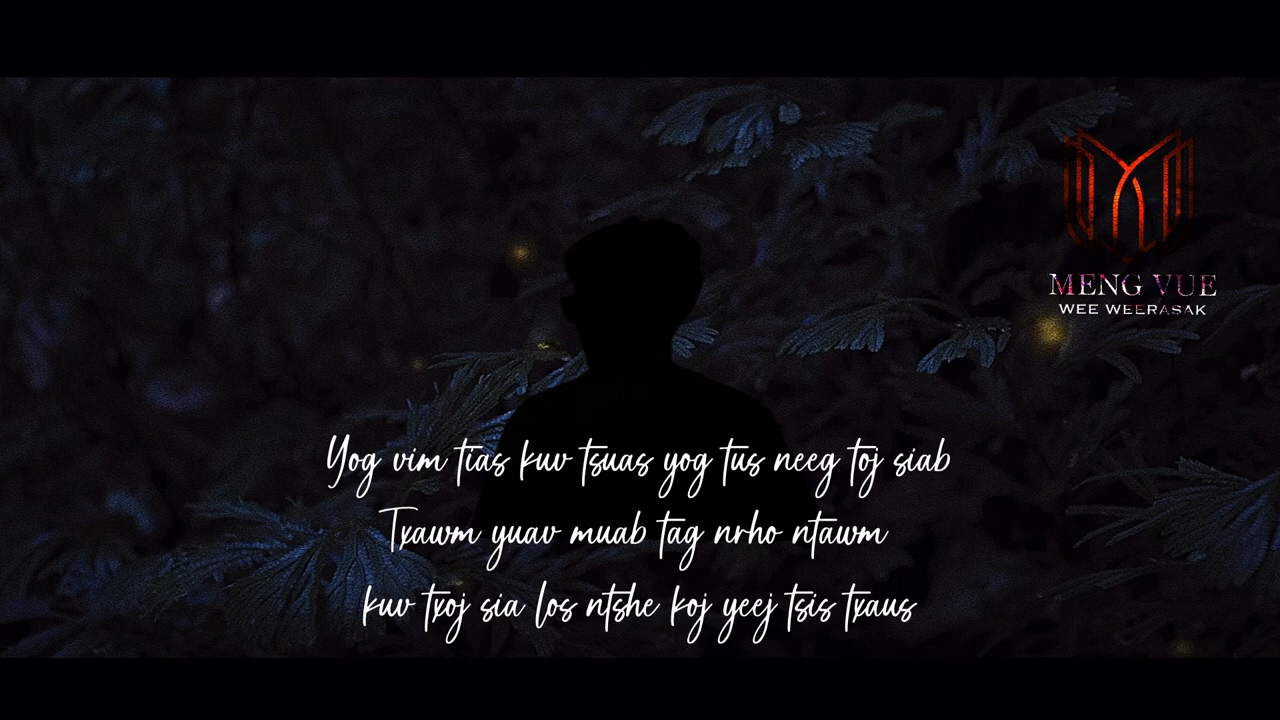 MENG VUE
WEE WEERASAK
Yog vim tias kuv tsuas yog tus neeg toj siab
Txawm yuav muab tag nrho ntawm
kuv txoj sia los ntshe koj yeej tsis txaus